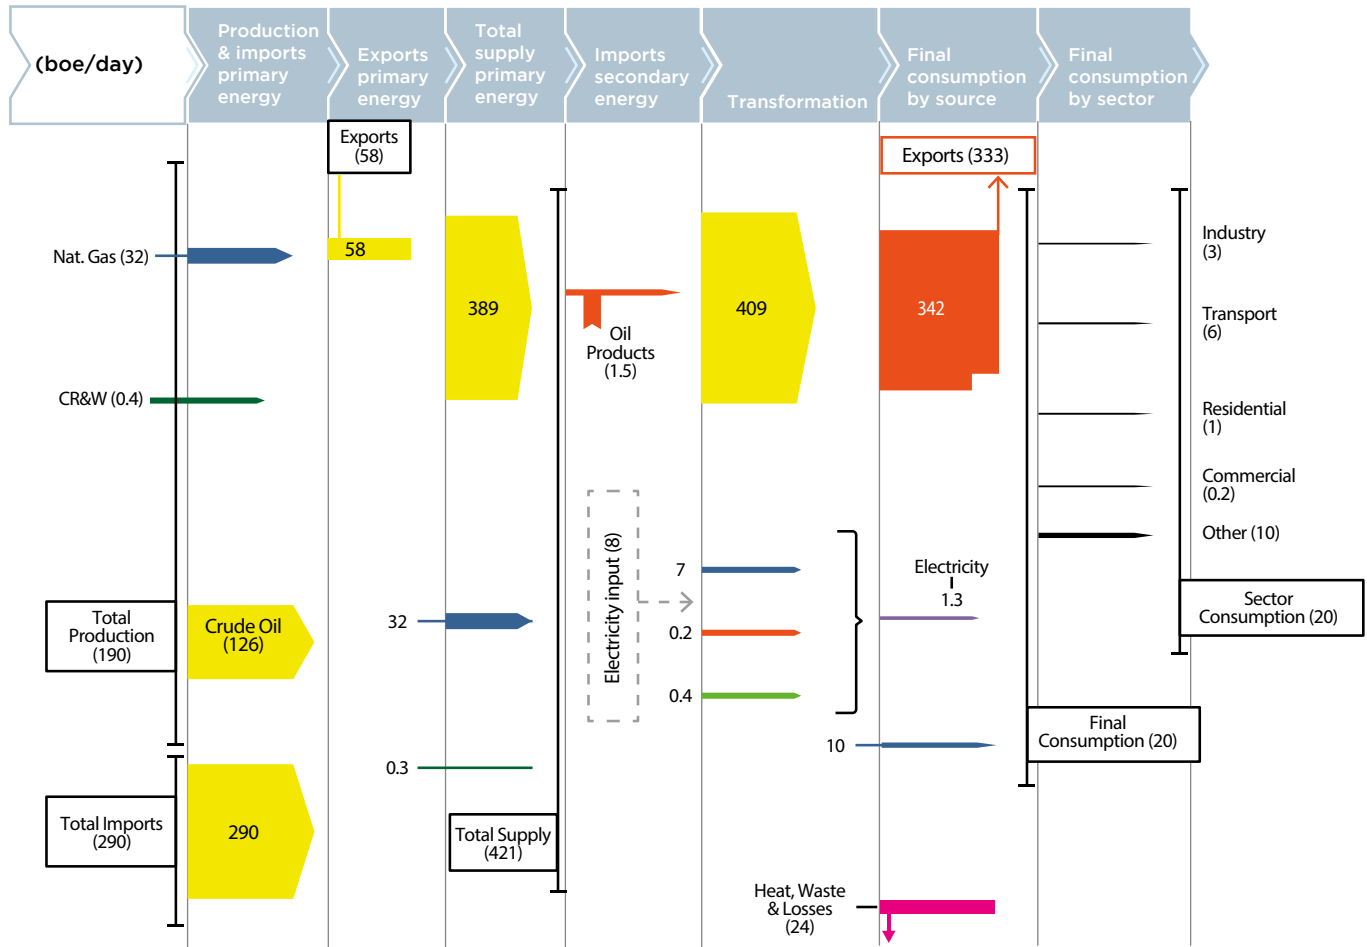 (boe/day)
Production
& imports
primary
energy
Exports
primary
energy
Total
supply
primary
energy
Imports
secondary
energy
Transformation
Final
consumption
by source
Final
consumption
by sector
Exports
(58)
Exports (333)
Nat. Gas (32)
58
389
Oil
Products
(1.5)
409
342
Industry
(3)
Transport
(6)
CR&W (0.4)
Residential
(1)
Commercial
(0.2)
Other (10)
Electricity input (8)
7
0.2
0.4
Electricity
1.3
Total
Production
(190)
Crude Oil
(126)
32
Sector
Consumption (20)
10
Final
Consumption (20)
0.3
Total Imports
(290)
290
Total Supply
(421)
Heat, Waste
& Losses
(24)